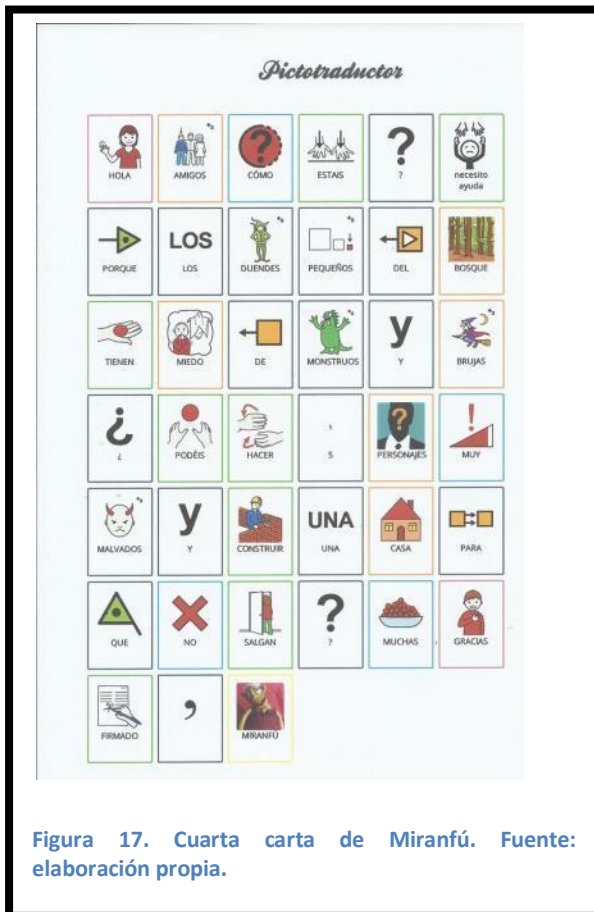 Pictotraductor
? ?
HOLA AMIGOS CÓMO ESTAIS ? necesito
ayuda
LOS
PORQUE LOS DUENDES PEQUEÑOS DEL BOSQUE
y
TIENEN MIEDO DE MONSTRUOS Y BRUJAS
¿ 5 ? !
¿ PODÉIS HACER 5 PERSONAJES MUY
y UNA
MALVADOS Y CONSTRUIR UNA CASA PARA
?
QUE NO SALGAN ? MUCHAS GRACIAS
,
FIRMADO MIRANFÚ
Figura 17. Cuarta carta de Miranfú. Fuente:
elaboración propia.